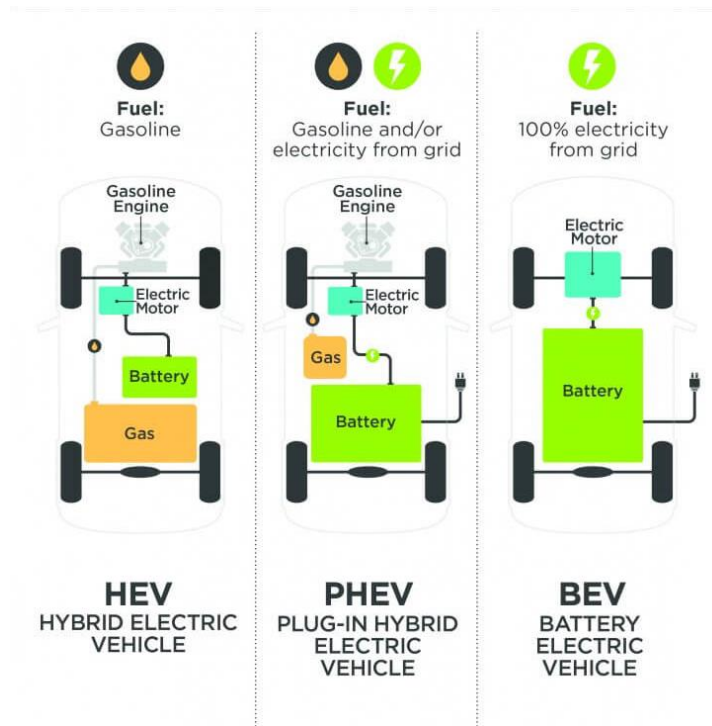 Fuel:
Gasoline
Gasoline
Engine
Electric
Motor
Battery
Gas
HEV
HYBRID ELECTRIC
VEHICLE
Fuel:
Gasoline and/or
electricity from grid
Gasoline
Engine
Electric
Motor
Gas
Battery
PHEV
PLUG-IN HYBRID
ELECTRIC
VEHICLE
Fuel:
100% electricity
from grid
Electric
Motor
Battery
BEV
BATTERY
ELECTRIC
VEHICLE